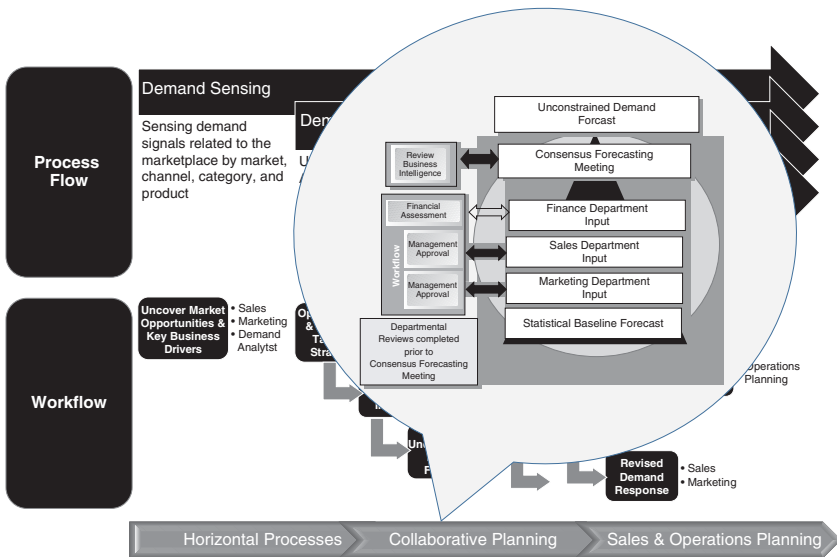 Process
Flow
Demand Sensing
Sensing demand
signals related to the
marketplace by market,
channel, category, and
product
Unconstrained Demand
Forcast
Review
Business
Intelligence
Consensus Forecasting
Meeting
Financial
Assessment
Finance Department
Input
Workflow
Management
Approval
Sales Department
Input
Management
Approval
Marketing Department
Input
Departmental
Reviews completed
prior to
Consensus Forecasting
Meeting
Statistical Baseline Forecast
Workflow
Uncover Market
Opportunities &
Key Business
Drivers
• Sales
• Marketing
• Demand
Analyst
&
Planning
Revised
Demand
Response
• Sales
• Marketing
Horizontal Processes
Collaborative Planning
Sales & Operations Planning